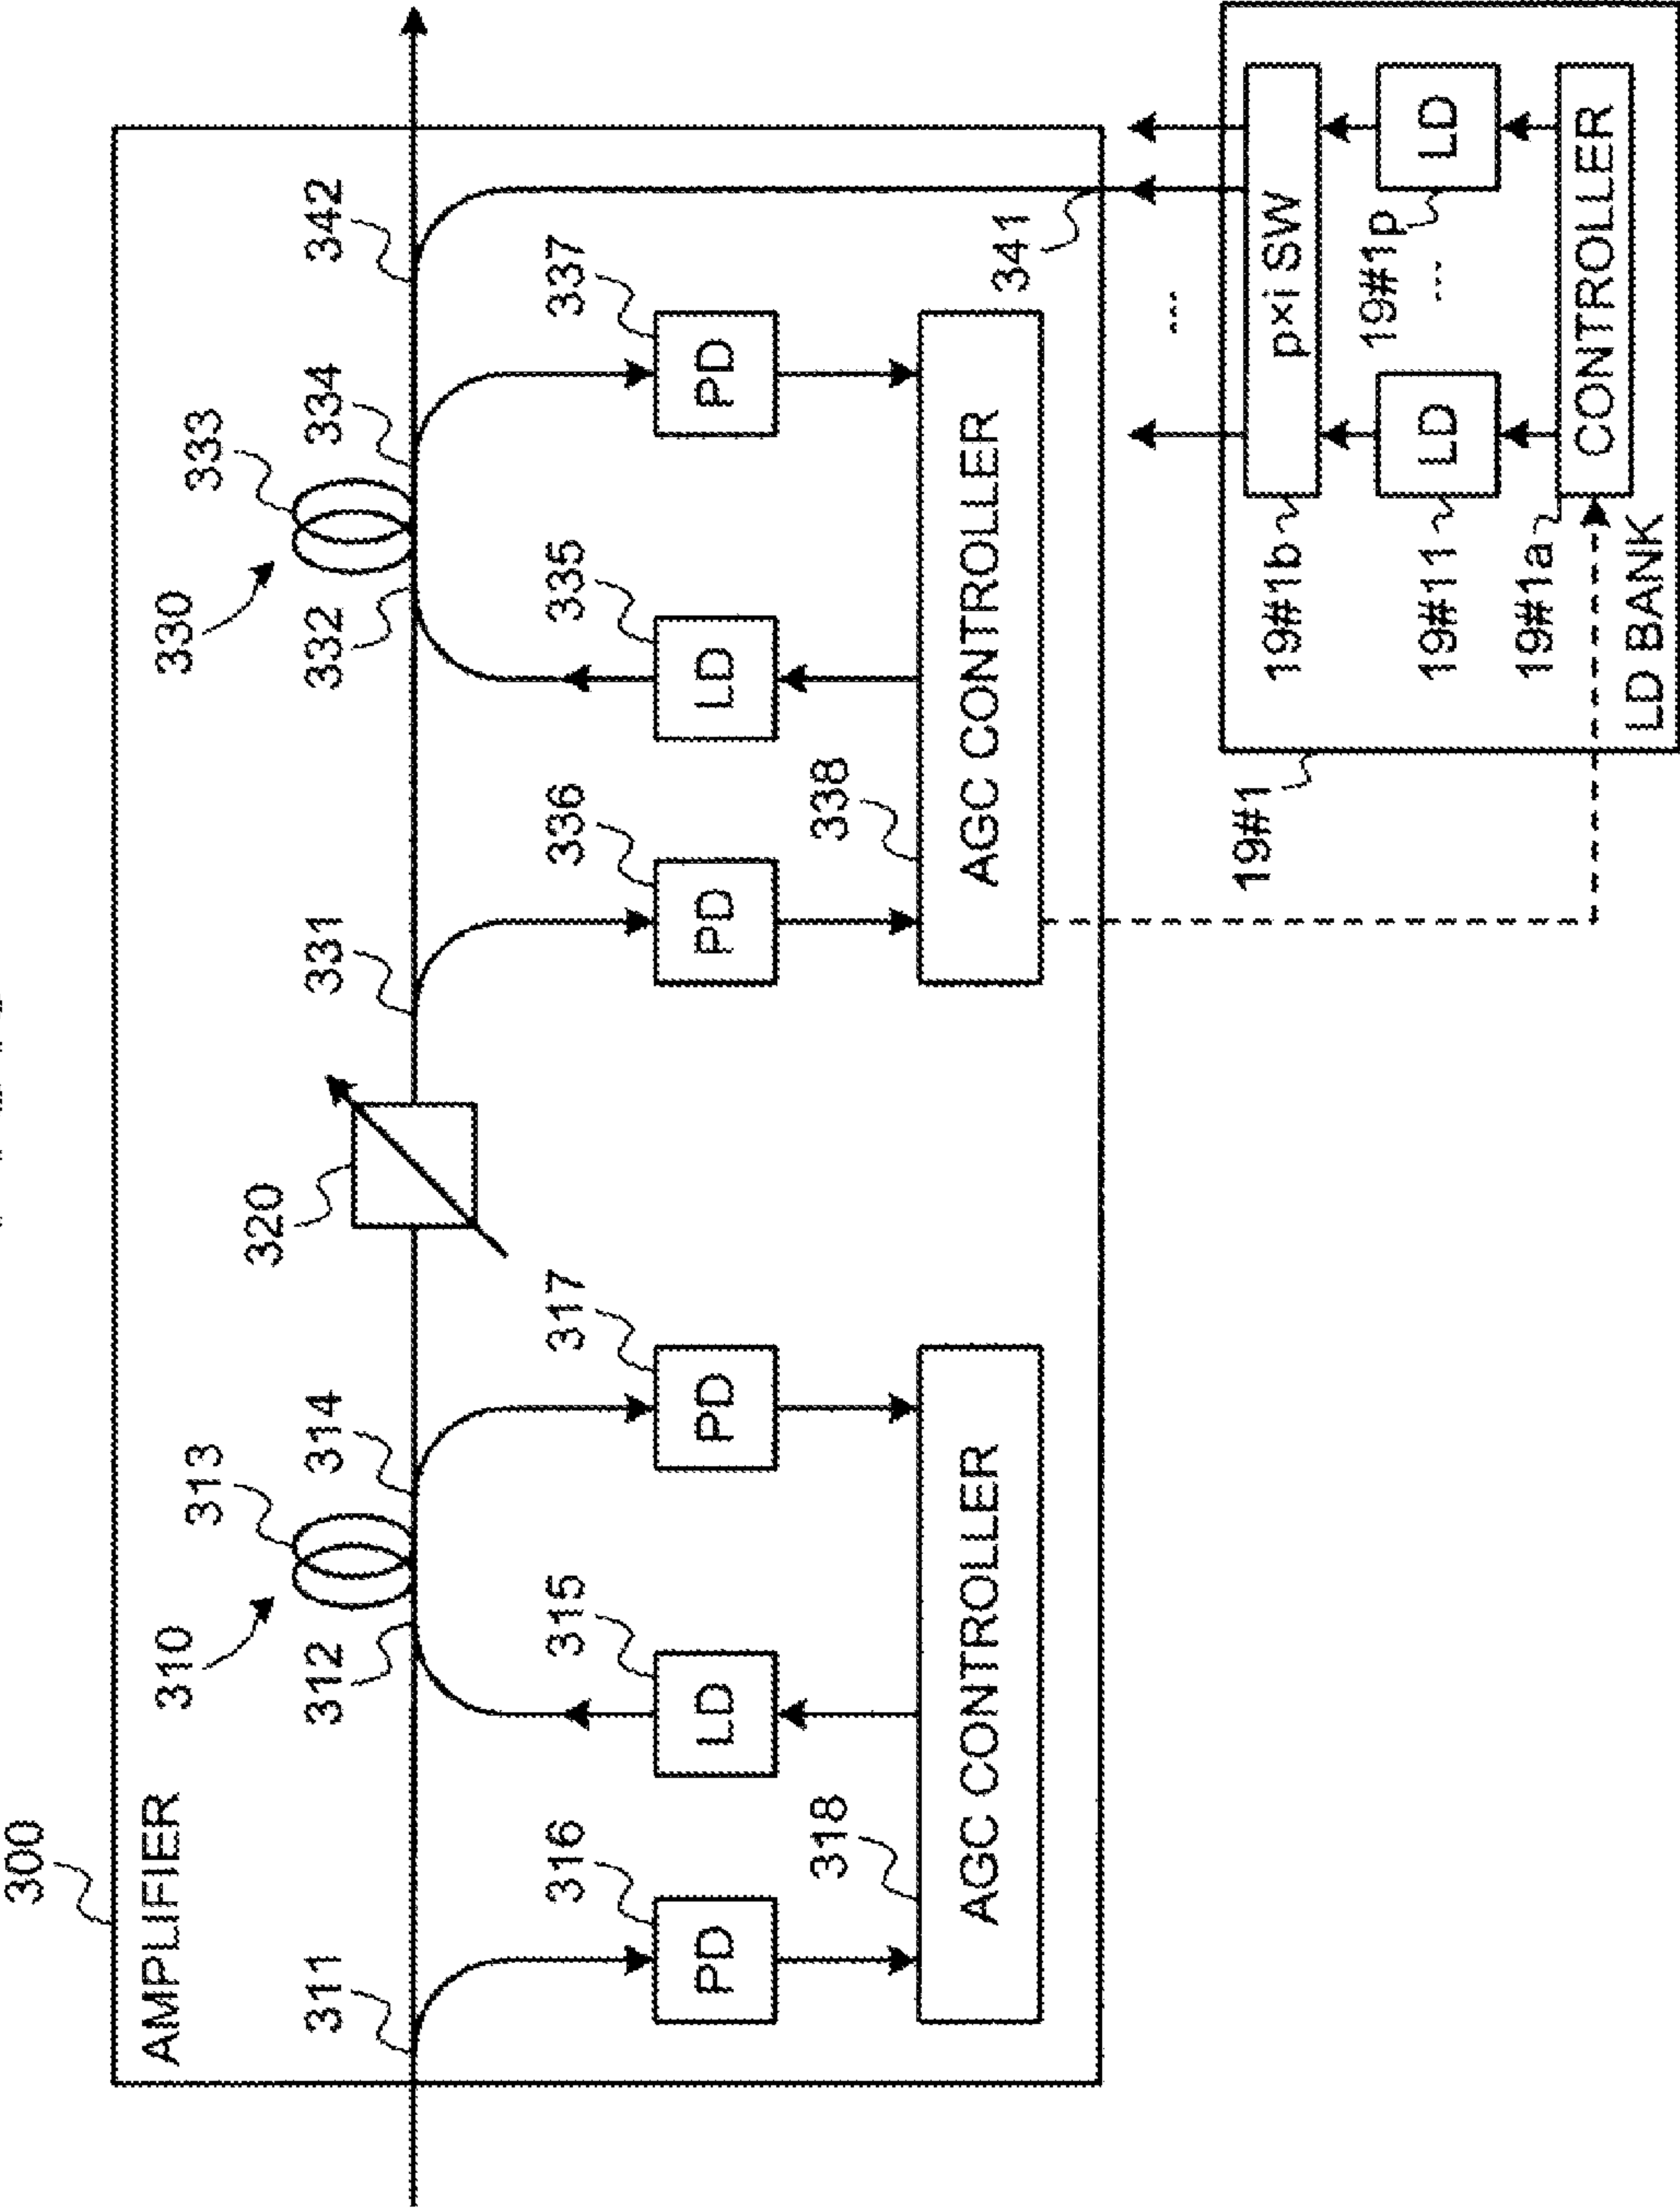 300
AMPLIFIER
310
313
330
333
311
312
314
320
331
332
334
342
316
315
317
336
335
337
PD
LD
PD
PD
LD
PD
318
338
AGC CONTROLLER
AGC CONTROLLER
341
...
19#1
19#1b
p×i SW
19#11
LD
19#1p
LD
...
19#1a
CONTROLLER
LD BANK